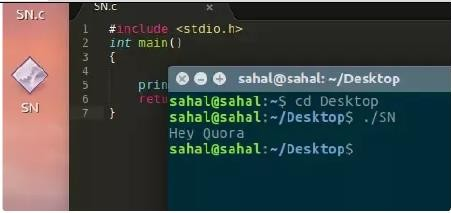 SN.c
SN
SN.c ×
1 #include <stdio.h>
2 int main()
3 {
4
5 prin
6 retu
7 }
sahal@sahal: ~/Desktop
sahal@sahal:~$ cd Desktop
sahal@sahal:~/Desktop$ ./SN
Hey Quora
sahal@sahal:~/Desktop$